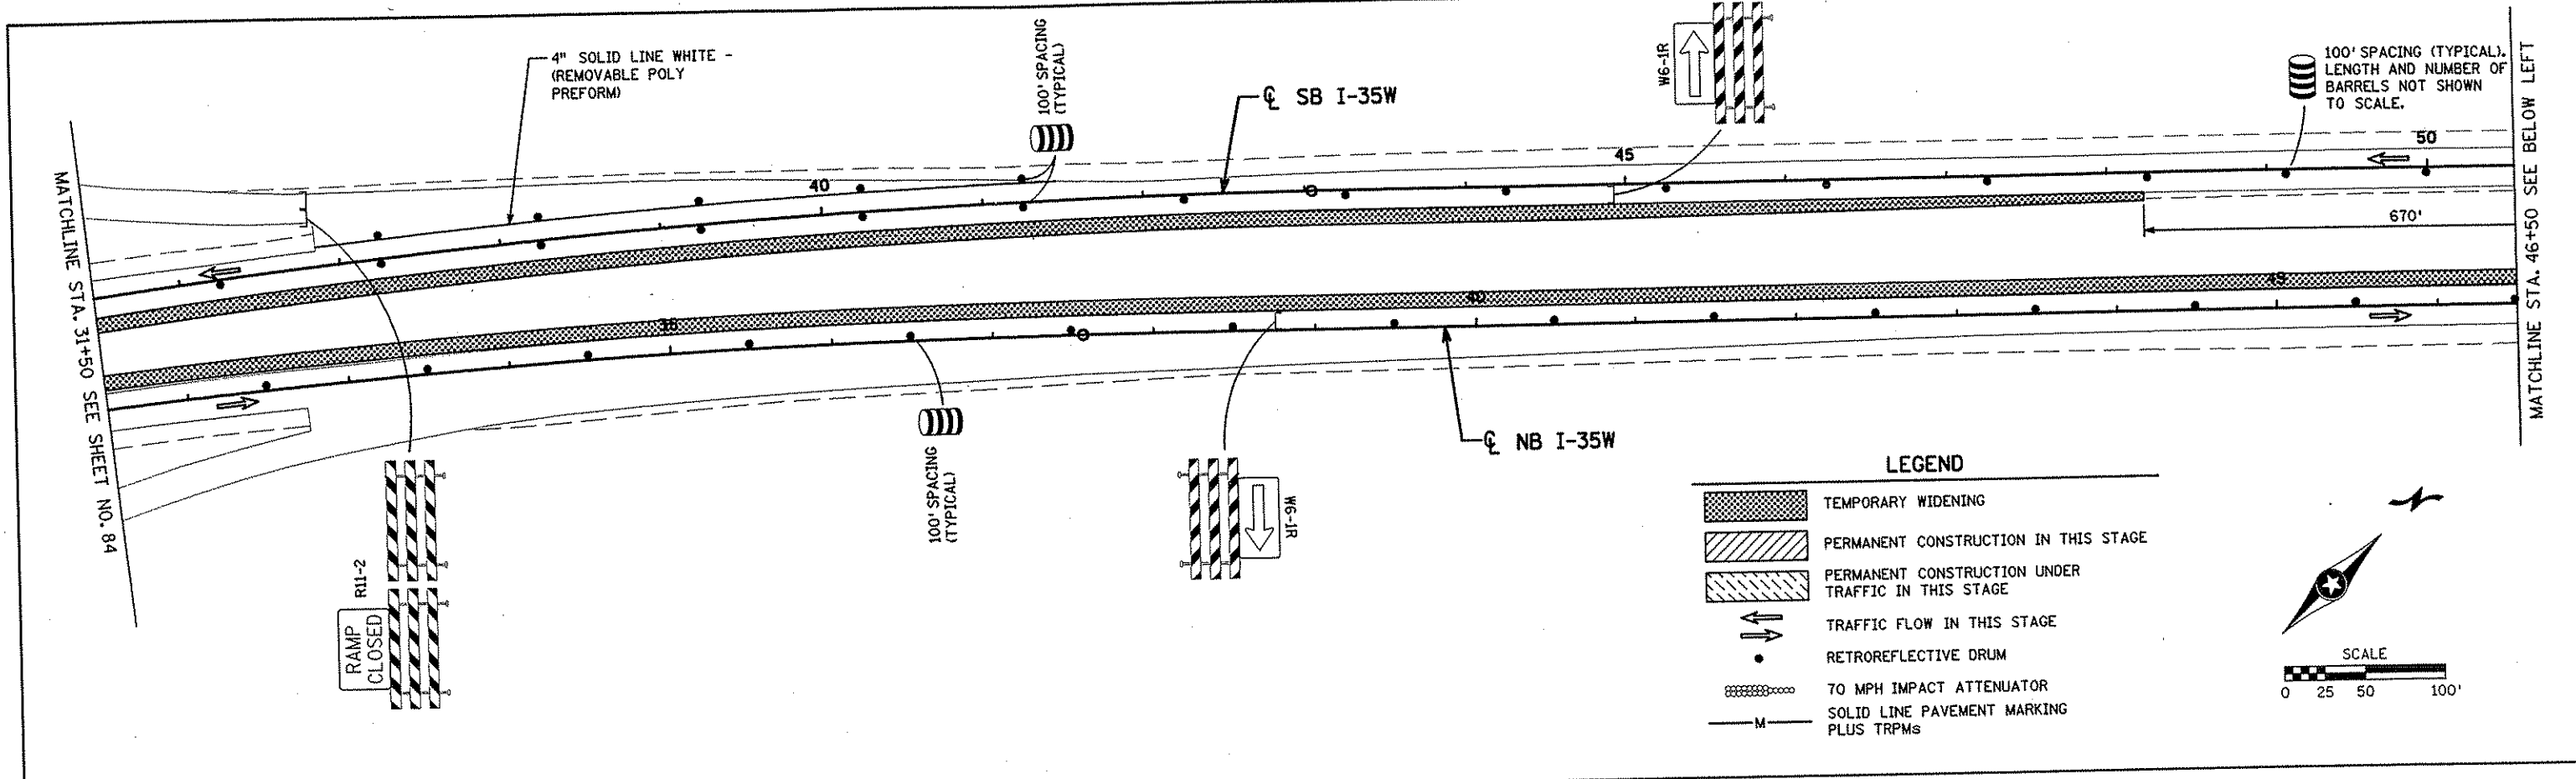 4" SOLID LINE WHITE -
(REMOVABLE POLY
PREFORM)
100' SPACING
(TYPICAL)
℄ SB I-35W
W6-1R
100' SPACING (TYPICAL).
LENGTH AND NUMBER OF
BARRELS NOT SHOWN
TO SCALE.
MATCHLINE STA. 31+50 SEE SHEET NO. 84
MATCHLINE STA. 46+50 SEE BELOW LEFT
40
45
50
670'
35
40
45
100' SPACING
(TYPICAL)
℄ NB I-35W
W6-1R
R11-2
RAMP
CLOSED
LEGEND
TEMPORARY WIDENING
PERMANENT CONSTRUCTION IN THIS STAGE
PERMANENT CONSTRUCTION UNDER
TRAFFIC IN THIS STAGE
TRAFFIC FLOW IN THIS STAGE
RETROREFLECTIVE DRUM
70 MPH IMPACT ATTENUATOR
M
SOLID LINE PAVEMENT MARKING
PLUS TRPMs
SCALE
0 25 50 100'